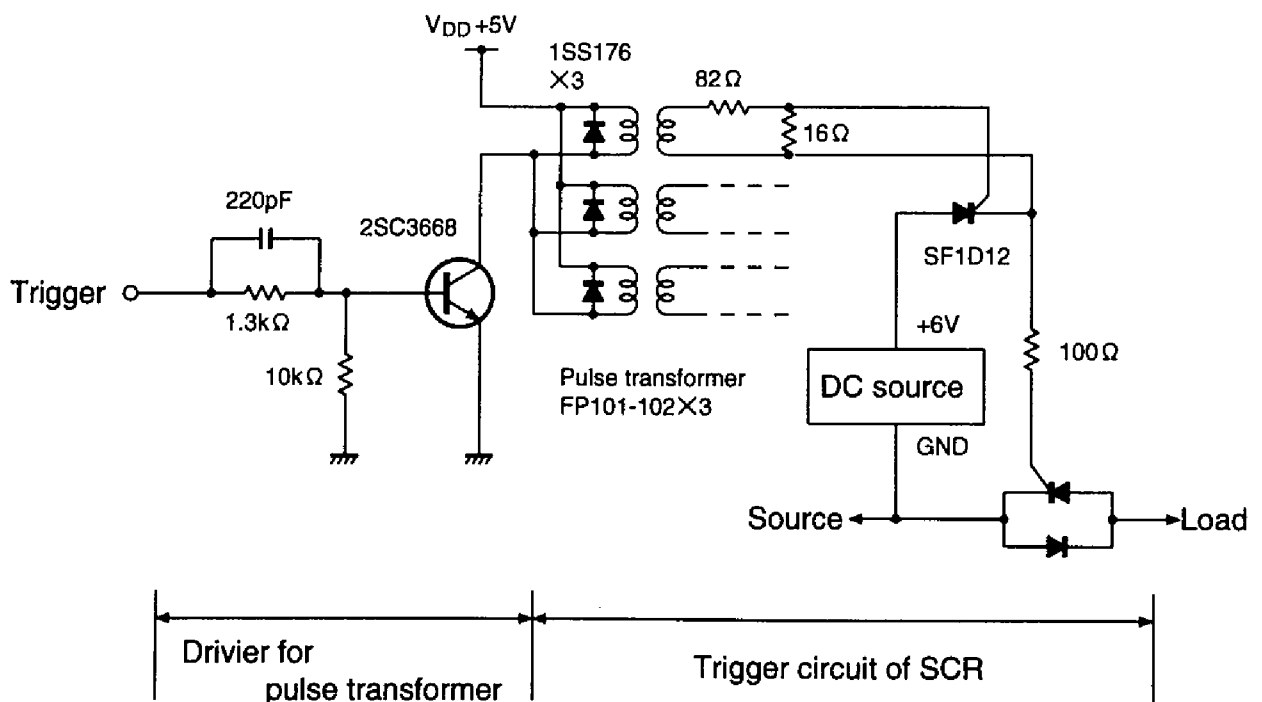 VDD +5V
1SS176
×3
82Ω
16Ω
220pF
2SC3668
SF1D12
Trigger
1.3kΩ
+6V
100Ω
10kΩ
Pulse transformer
FP101-102×3
DC source
GND
Source
Load
Drivier for
pulse transformer
Trigger circuit of SCR